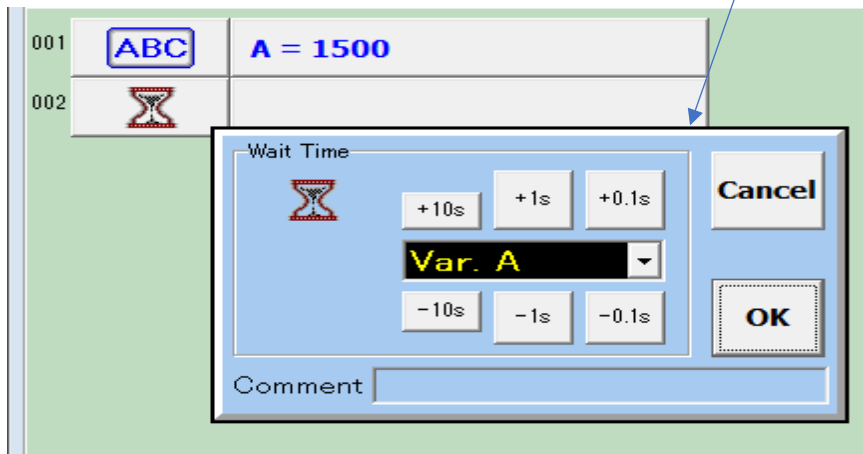 001 ABC A = 1500
002
Wait Time
+10s +1s +0.1s
Cancel
Var. A
-10s -1s -0.1s
OK
Comment